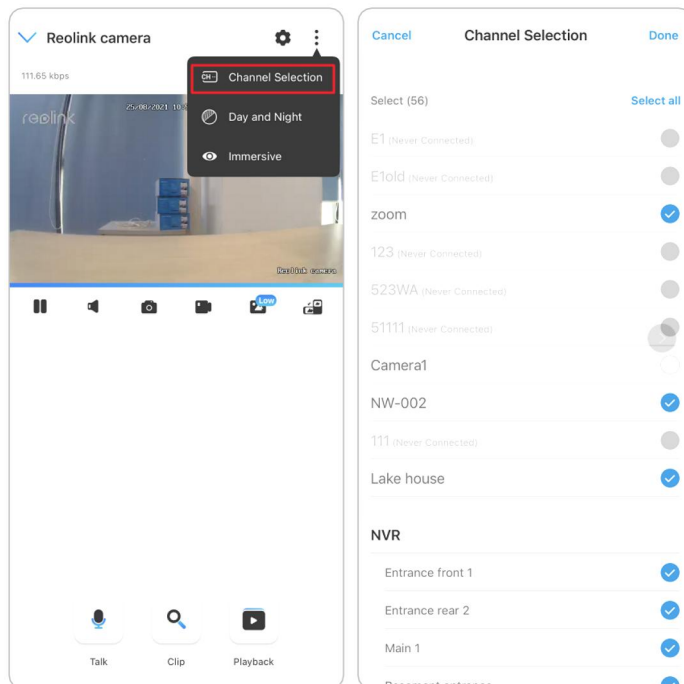 Reolink camera
111.65 kbps
CH- Channel Selection
Day and Night
Immersive
reolink
25/08/2021 10
Reolink camera
Low
Talk
Clip
Playback
Cancel
Channel Selection
Done
Select (56)
Select all
E1 (Never Connected)
E1old (Never Connected)
zoom
123 (Never Connected)
523WA (Never Connected)
51111 (Never Connected)
Camera1
NW-002
111 (Never Connected)
Lake house
NVR
Entrance front 1
Entrance rear 2
Main 1